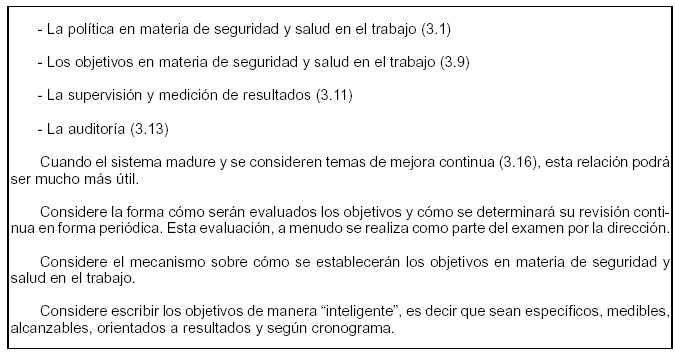 - La política en materia de seguridad y salud en el trabajo (3.1)
- Los objetivos en materia de seguridad y salud en el trabajo (3.9)
- La supervisión y medición de resultados (3.11)
- La auditoría (3.13)
Cuando el sistema madure y se consideren temas de mejora continua (3.16), esta relación podrá
ser mucho más útil.
Considere la forma cómo serán evaluados los objetivos y cómo se determinará su revisión conti-
nua en forma periódica. Esta evaluación, a menudo se realiza como parte del examen por la dirección.
Considere el mecanismo sobre cómo se establecerán los objetivos en materia de seguridad y
salud en el trabajo.
Considere escribir los objetivos de manera “inteligente”, es decir que sean específicos, medibles,
alcanzables, orientados a resultados y según cronograma.